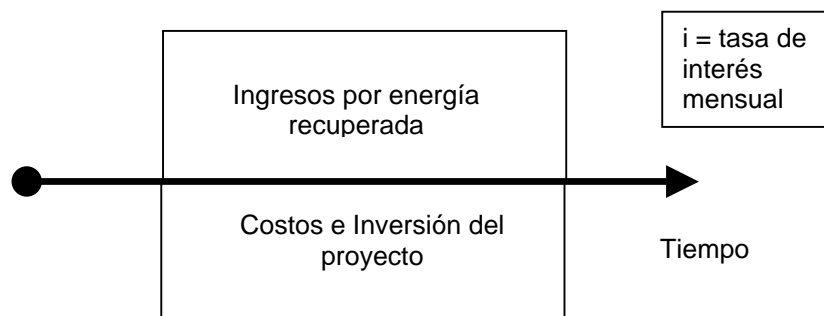 i = tasa de
interés
mensual
Ingresos por energía
recuperada
Costos e Inversión del
proyecto
Tiempo